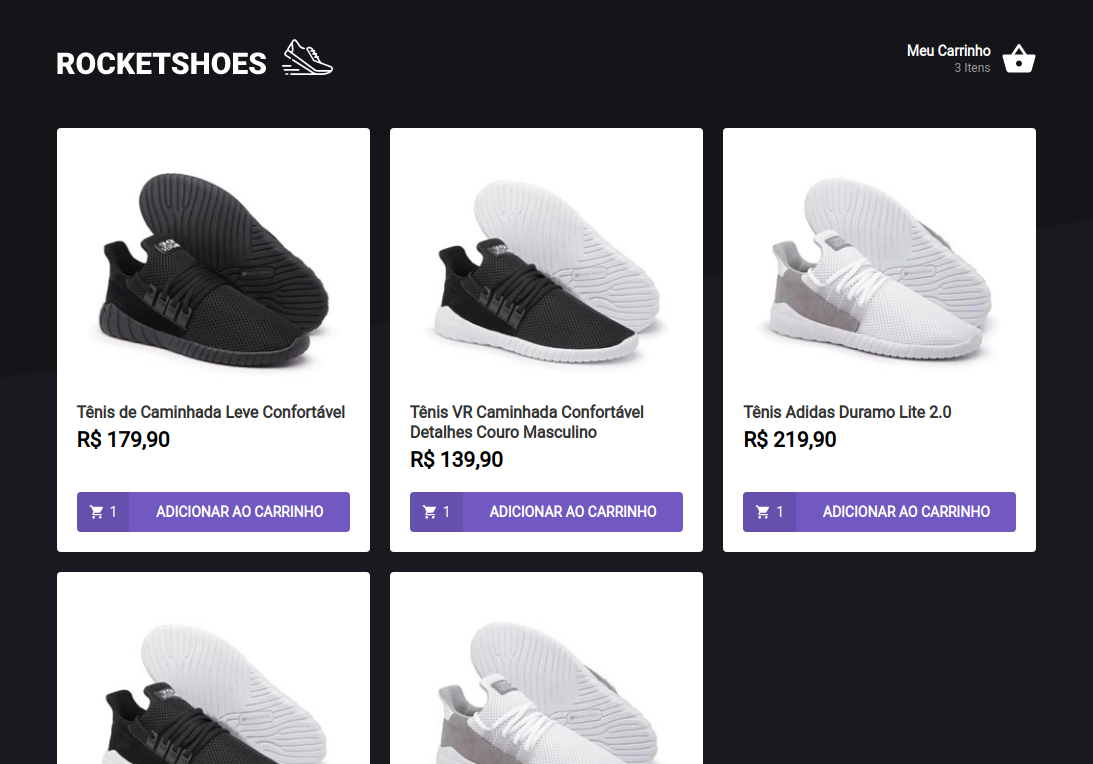 ROCKETSHOES
Meu Carrinho
3 Itens
Tênis de Caminhada Leve Confortável
R$ 179,90
1 ADICIONAR AO CARRINHO
Tênis VR Caminhada Confortável
Detalhes Couro Masculino
R$ 139,90
1 ADICIONAR AO CARRINHO
Tênis Adidas Duramo Lite 2.0
R$ 219,90
1 ADICIONAR AO CARRINHO